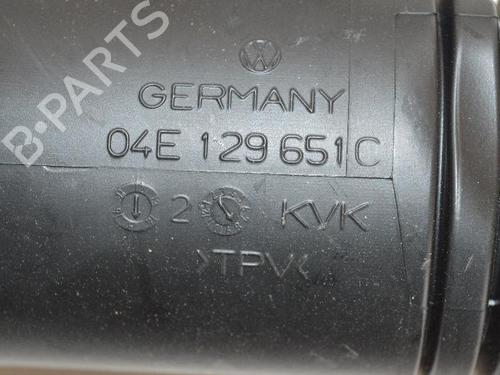 B-PARTS
GERMANY
04E 129 651 C
2 KVK
>TPV<